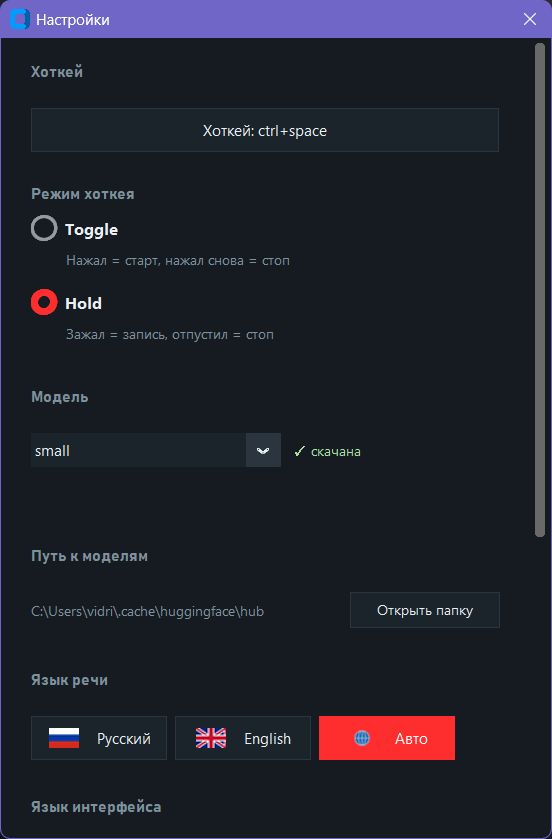 Настройки
Хоткей
Хоткей: ctrl+space
Режим хоткея
Toggle
Нажал = старт, нажал снова = стоп
Hold
Зажал = запись, отпустил = стоп
Модель
small
✓ скачана
Путь к моделям
C:\Users\vidri\.cache\huggingface\hub
Открыть папку
Язык речи
Русский
English
Авто
Язык интерфейса